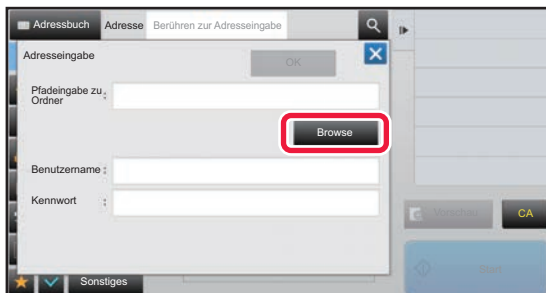 Adressbuch Adresse Berühren zur Adresseingabe
Adresseingabe OK
Pfadeingabe zu
Ordner :
Browse
Benutzername :
Kennwort :
Vorschau CA
Start
Sonstiges